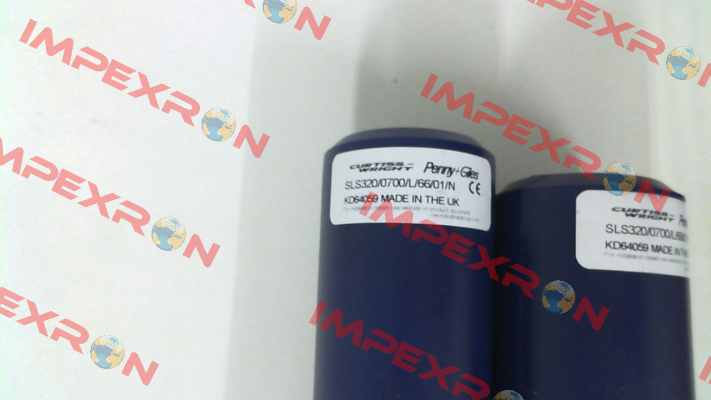 IMPEXRON
IMPEXRON
CURTISS-WRIGHT Penny+Giles
SLS320/0700/L/66/01/N CE
KD64059 MADE IN THE UK
CURTISS-WRIGHT
SLS320/0700/L
KD64059 MADE IN
IMPEXRON
IMPEXRON
IMPEXRON
IMPEXRON